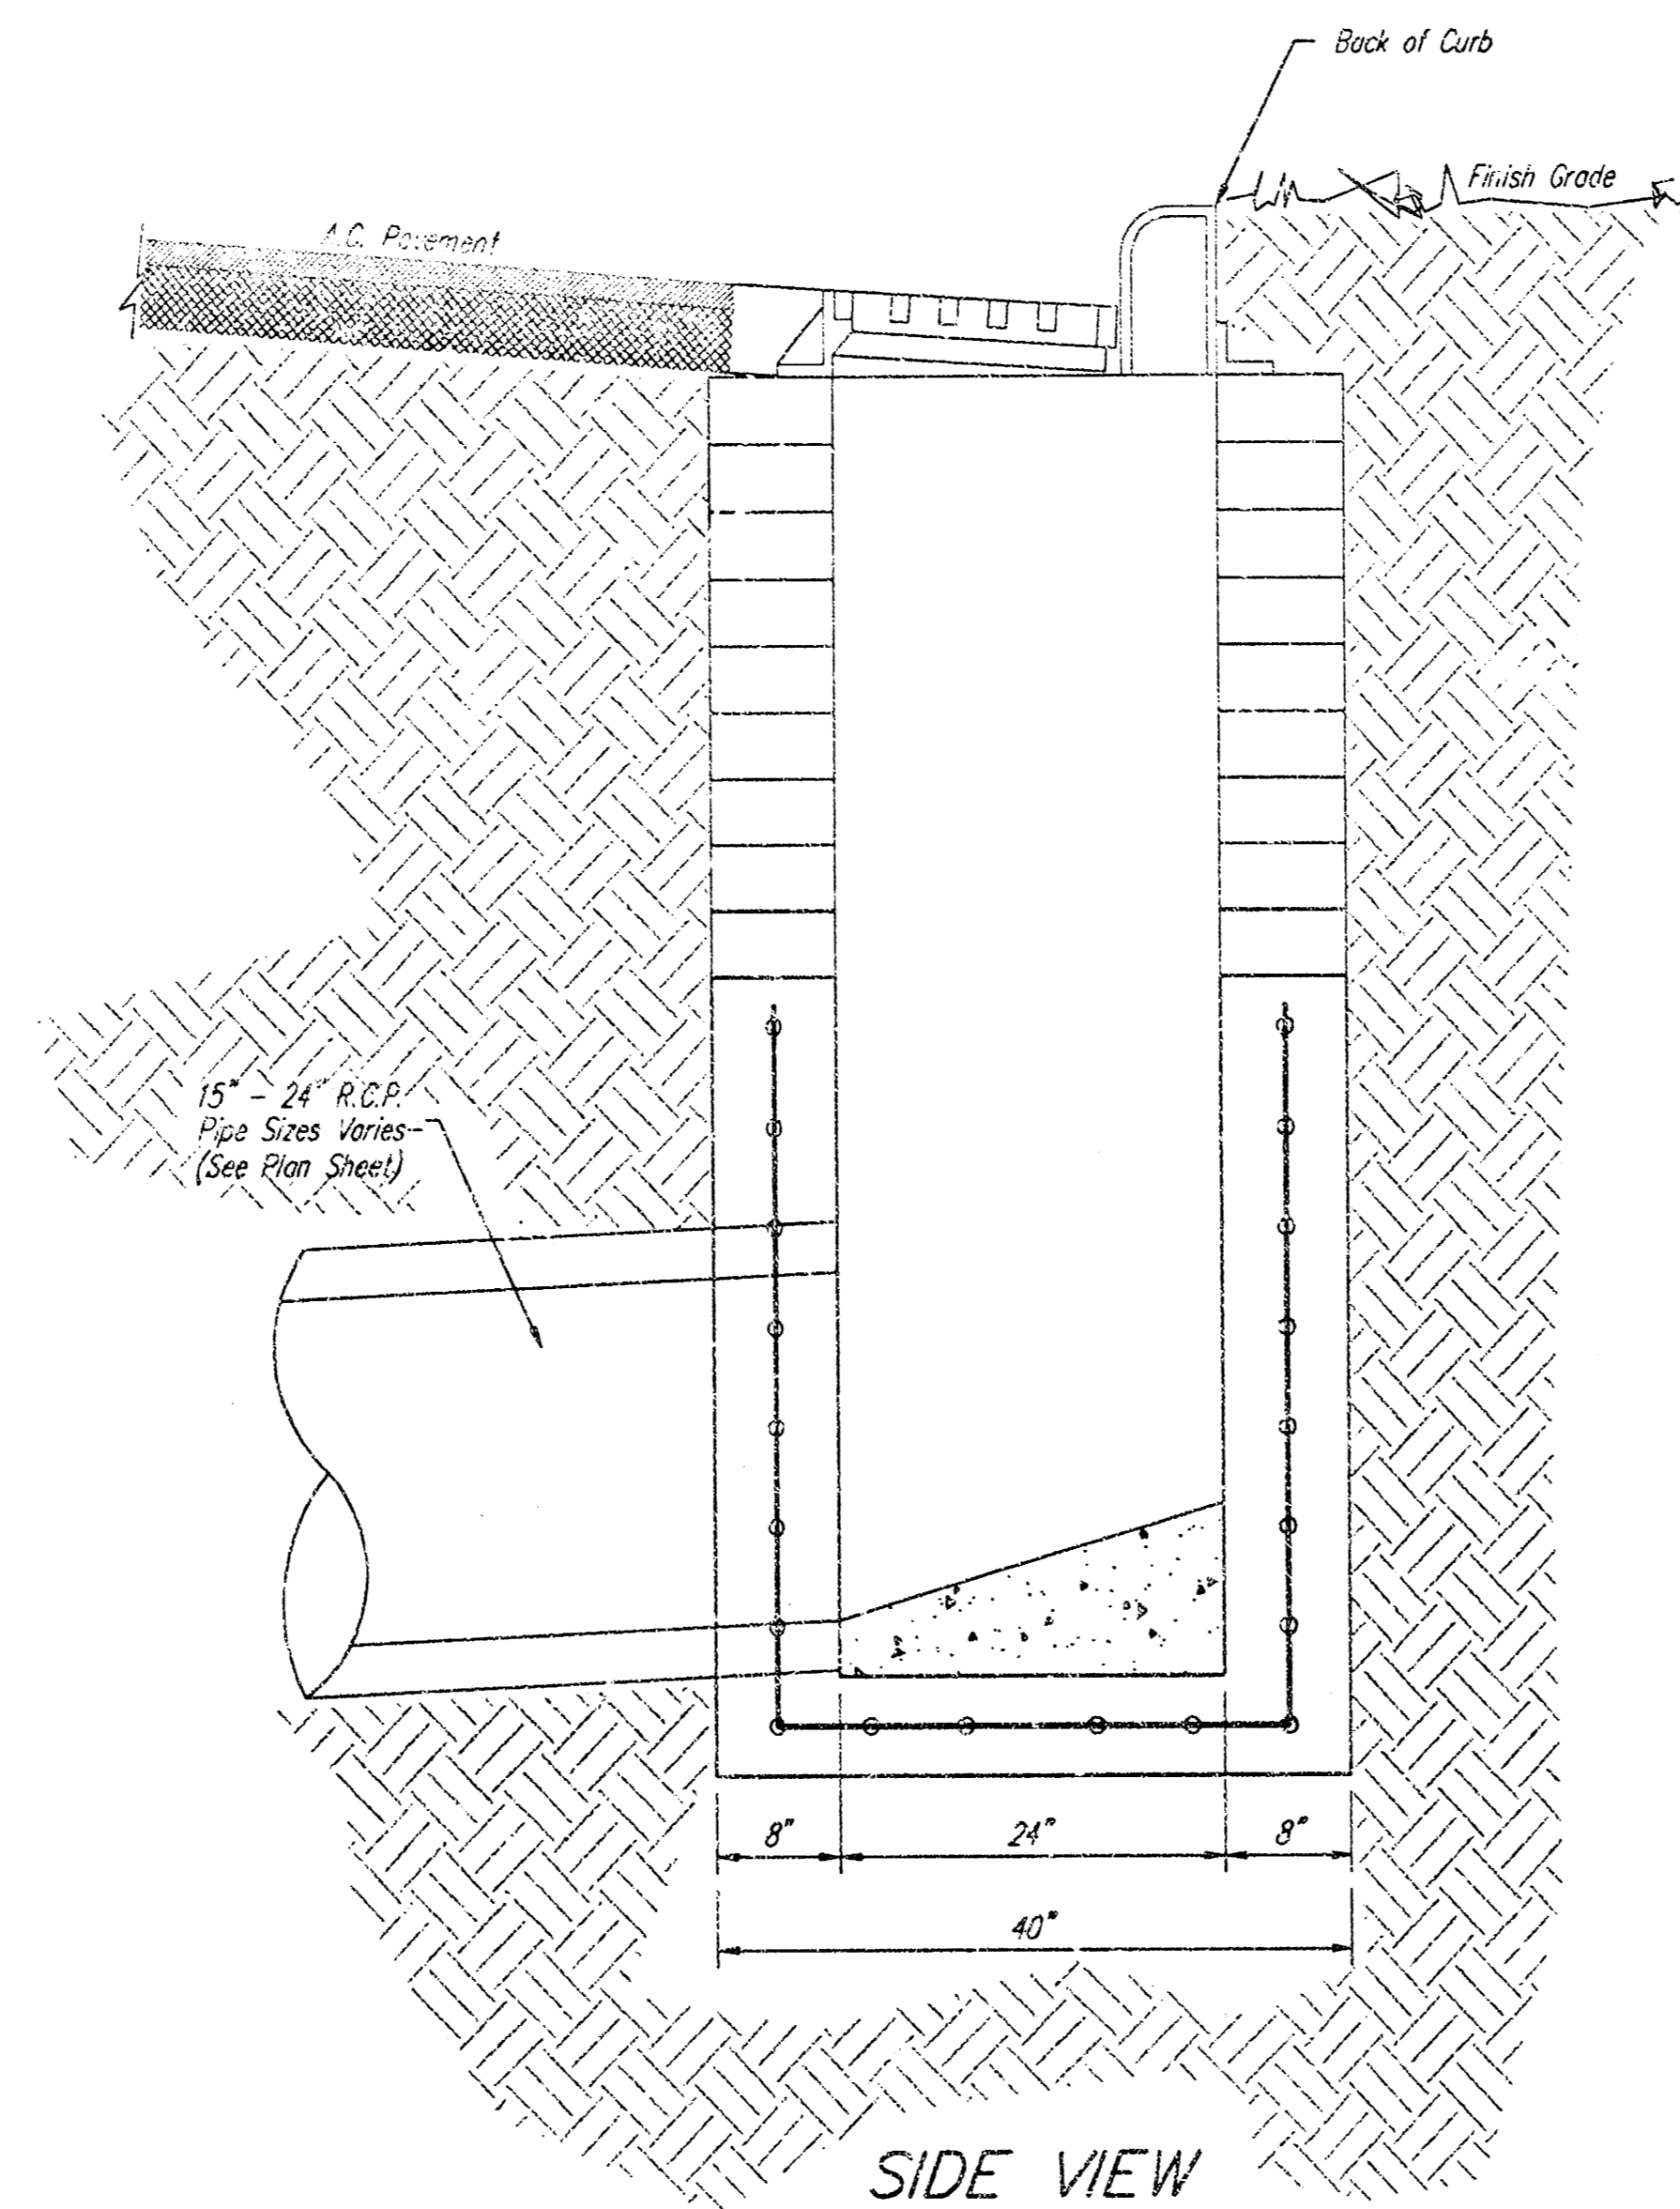 Back of Curb
Finish Grade
A.C. Pavement
15" - 24" R.C.P.
Pipe Sizes Varies
(See Plan Sheet)
8"
24"
8"
40"
SIDE VIEW